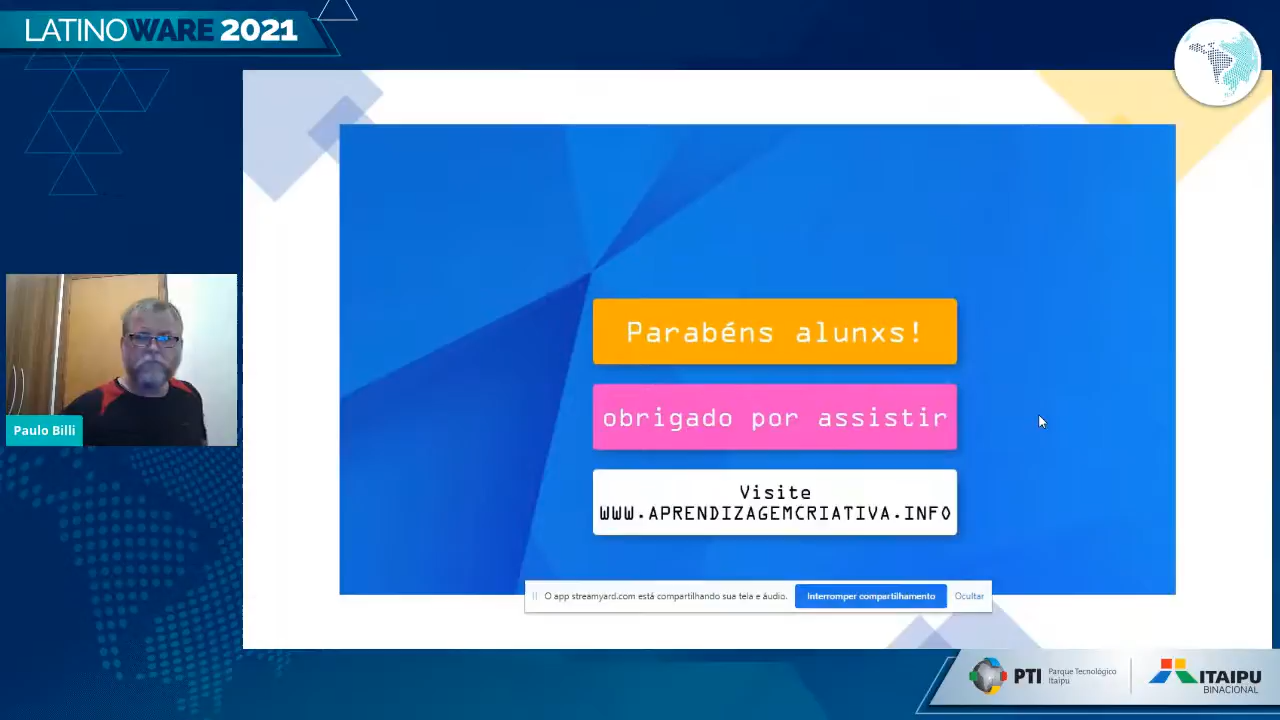 LATINOWARE 2021
Parabéns alunxs!
obrigado por assistir
Visite
WWW.APRENDIZAGEMCRIATIVA.INFO
Paulo Billi
O app streamyard.com está compartilhando sua tela e áudio.
Interromper compartilhamento
Ocultar
PTI
Parque Tecnológico
Itaipu
ITAIPU
BINACIONAL